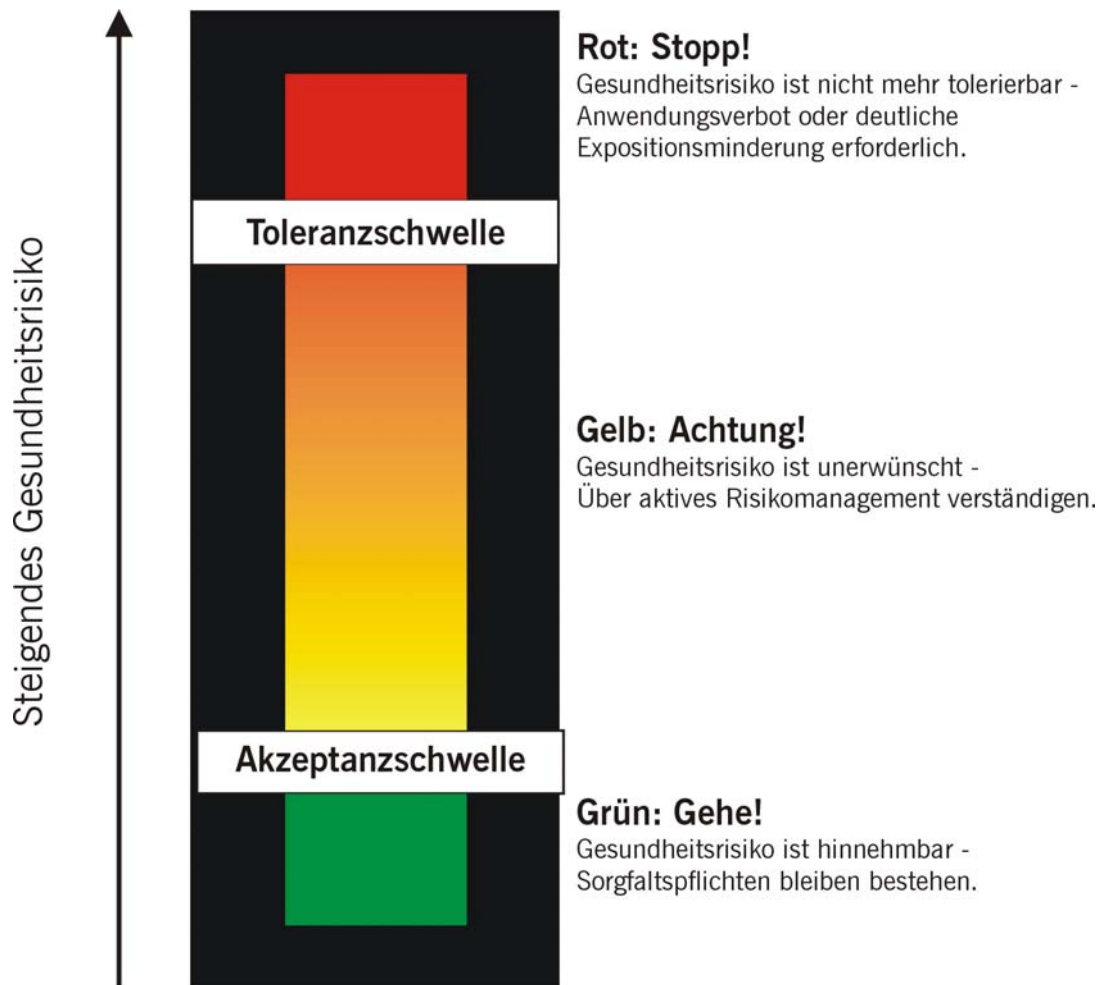 Steigendes Gesundheitsrisiko
Rot: Stopp!
Gesundheitsrisiko ist nicht mehr tolerierbar -
Anwendungsverbot oder deutliche
Expositionsminderung erforderlich.
Toleranzschwelle
Gelb: Achtung!
Gesundheitsrisiko ist unerwünscht -
Über aktives Risikomanagement verständigen.
Akzeptanzschwelle
Grün: Gehe!
Gesundheitsrisiko ist hinnehmbar -
Sorgfaltspflichten bleiben bestehen.